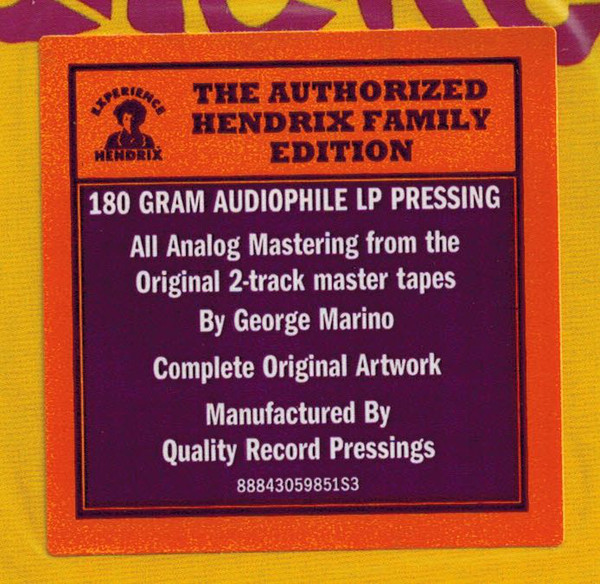 EXPERIENCE
HENDRIX
THE AUTHORIZED
HENDRIX FAMILY
EDITION
180 GRAM AUDIOPHILE LP PRESSING
All Analog Mastering from the
Original 2-track master tapes
By George Marino
Complete Original Artwork
Manufactured By
Quality Record Pressings
88843059851S3